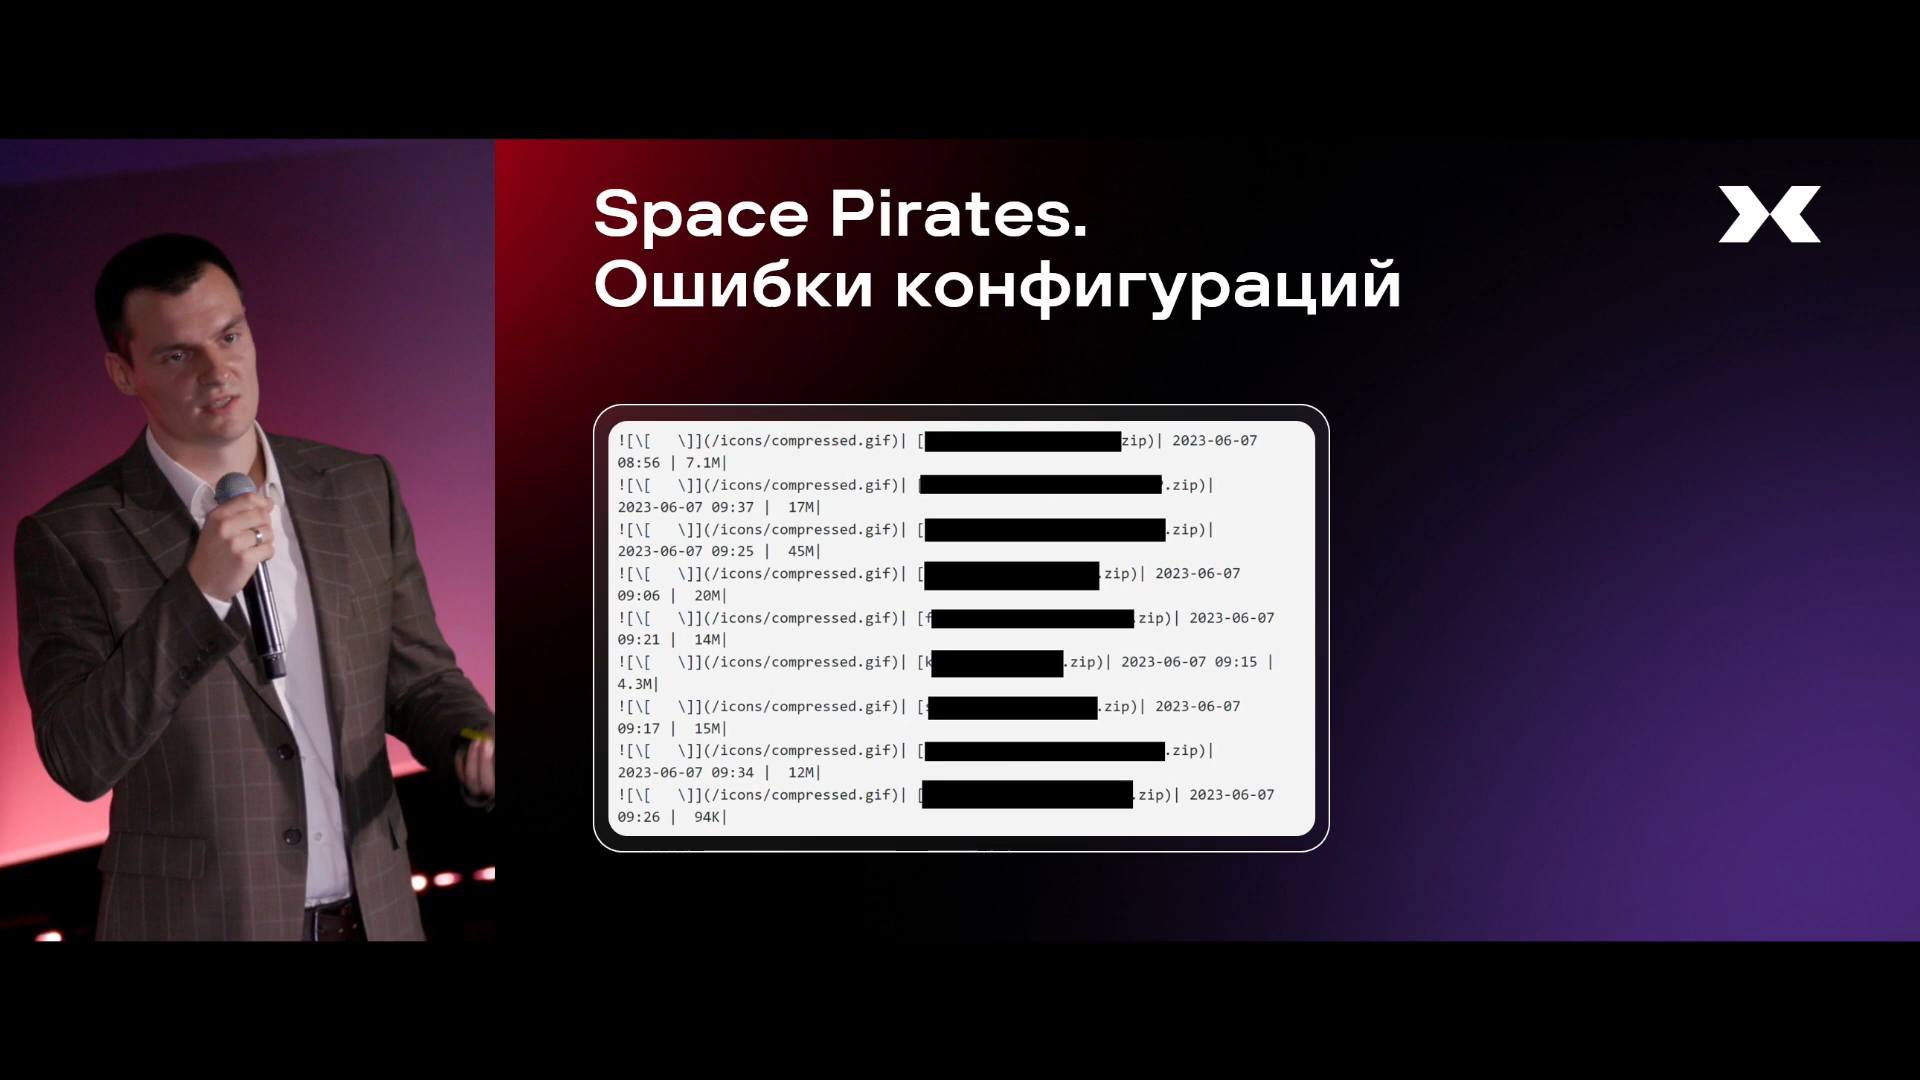 Space Pirates.
Ошибки конфигураций
![\[   \]](/icons/compressed.gif)| [ zip)| 2023-06-07
08:56 | 7.1M|
![\[   \]](/icons/compressed.gif)| [ .zip)|
2023-06-07 09:37 |  17M|
![\[   \]](/icons/compressed.gif)| [ .zip)|
2023-06-07 09:25 |  45M|
![\[   \]](/icons/compressed.gif)| [ .zip)| 2023-06-07
09:06 |  20M|
![\[   \]](/icons/compressed.gif)| [f .zip)| 2023-06-07
09:21 |  14M|
![\[   \]](/icons/compressed.gif)| [k .zip)| 2023-06-07 09:15 |
4.3M|
![\[   \]](/icons/compressed.gif)| [s .zip)| 2023-06-07
09:17 |  15M|
![\[   \]](/icons/compressed.gif)| [ .zip)|
2023-06-07 09:34 |  12M|
![\[   \]](/icons/compressed.gif)| [ .zip)| 2023-06-07
09:26 |  94K|